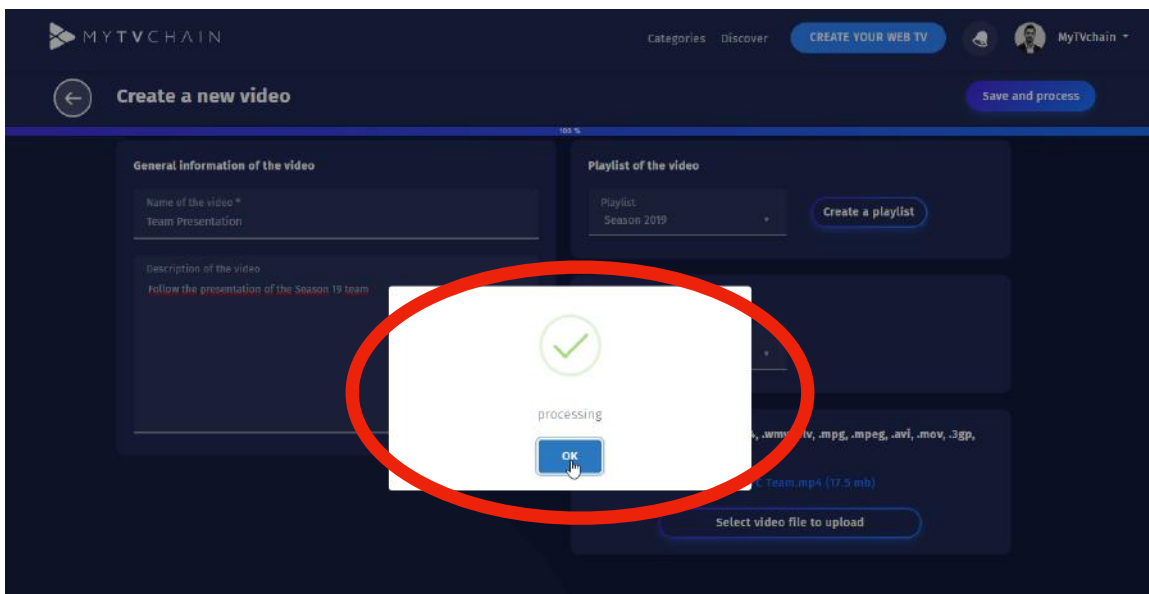 MYTVCHAIN
Categories Discover CREATE YOUR WEB TV MyTVchain
Create a new video
Save and process
100 %
General information of the video
Name of the video *
Team Presentation
Description of the video
Follow the presentation of the Season 19 team
Playlist of the video
Playlist
Season 2019
Create a playlist
processing
OK
.mpg, .mpeg, .avi, .mov, .3gp,
Team.mp4 (17.5 mb)
Select video file to upload